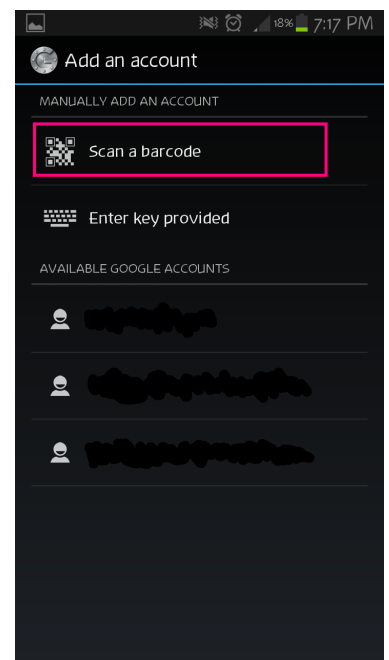 18% 7:17 PM
Add an account
MANUALLY ADD AN ACCOUNT
Scan a barcode
Enter key provided
AVAILABLE GOOGLE ACCOUNTS